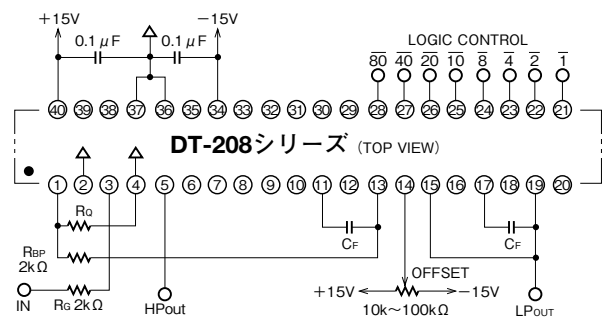 +15V −15V
0.1 μF 0.1 μF
LOGIC CONTROL
80 40 20 10 8 4 2 1
40 39 38 37 36 35 34 33 32 31 30 29 28 27 26 25 24 23 22 21
DT-208シリーズ (TOP VIEW)
1 2 3 4 5 6 7 8 9 10 11 12 13 14 15 16 17 18 19 20
RQ
CF CF
RBP
2kΩ
OFFSET
+15V −15V
IN RG 2kΩ HPout 10k〜100kΩ LPOUT